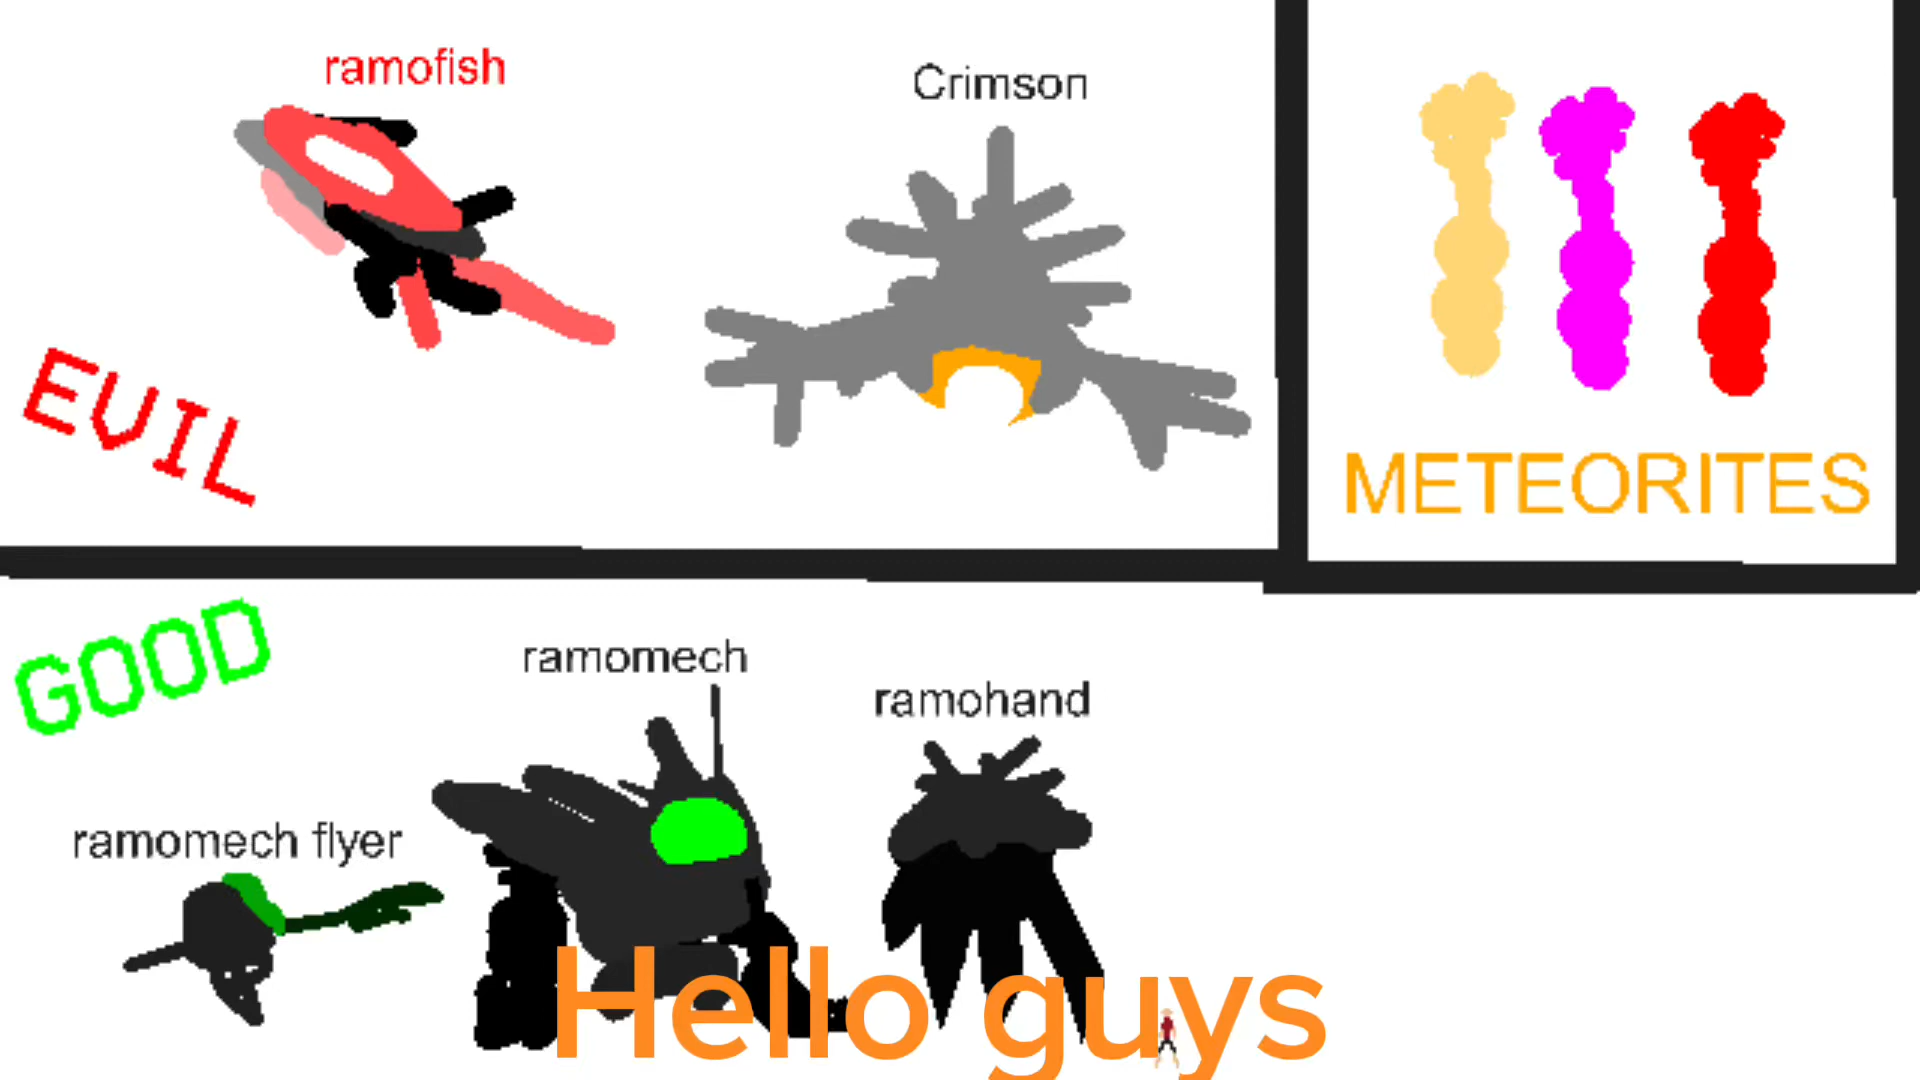 ramofish
Crimson
EVIL
METEORITES
GOOD
ramomech
ramohand
ramomech flyer
Hello guys